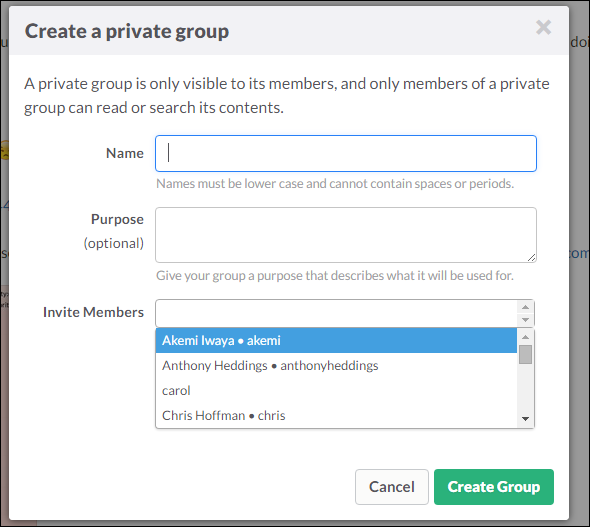 Create a private group
×
A private group is only visible to its members, and only members of a private
group can read or search its contents.
Name
Names must be lower case and cannot contain spaces or periods.
Purpose
(optional)
Give your group a purpose that describes what it will be used for.
Invite Members
Akemi Iwaya • akemi
Anthony Heddings • anthonyheddings
carol
Chris Hoffman • chris
Cancel
Create Group